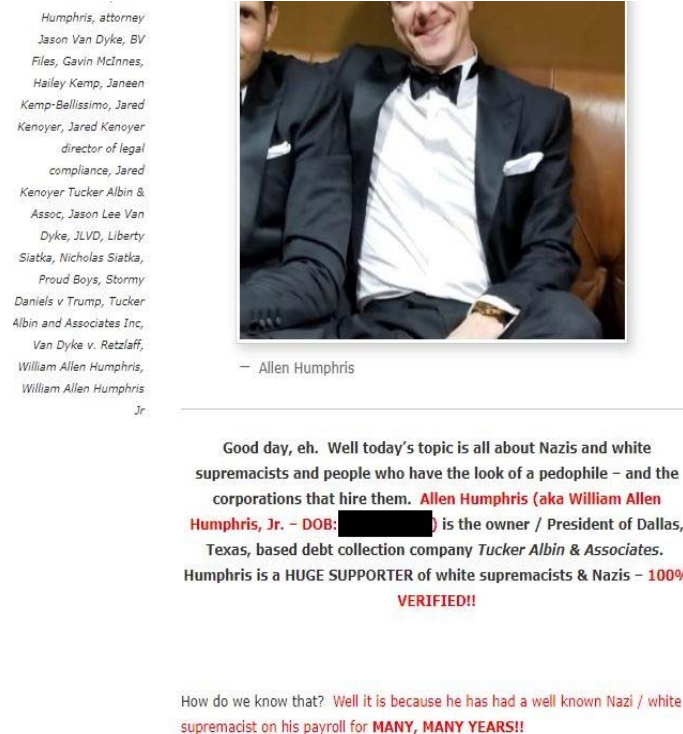 Humphris, attorney
Jason Van Dyke, BV
Files, Gavin McInnes,
Hailey Kemp, Janeen
Kemp-Bellissimo, Jared
Kenoyer, Jared Kenoyer
director of legal
compliance, Jared
Kenoyer Tucker Albin &
Assoc, Jason Lee Van
Dyke, JLVD, Liberty
Siatka, Nicholas Siatka,
Proud Boys, Stormy
Daniels v Trump, Tucker
Albin and Associates Inc,
Van Dyke v. Retzlaff,
William Allen Humphris,
William Allen Humphris
Jr
— Allen Humphris
Good day, eh. Well today's topic is all about Nazis and white
supremacists and people who have the look of a pedophile – and the
corporations that hire them. Allen Humphris (aka William Allen
Humphris, Jr. – DOB: ) is the owner / President of Dallas,
Texas, based debt collection company Tucker Albin & Associates.
Humphris is a HUGE SUPPORTER of white supremacists & Nazis – 100%
VERIFIED!!
How do we know that? Well it is because he has had a well known Nazi / white
supremacist on his payroll for MANY, MANY YEARS!!